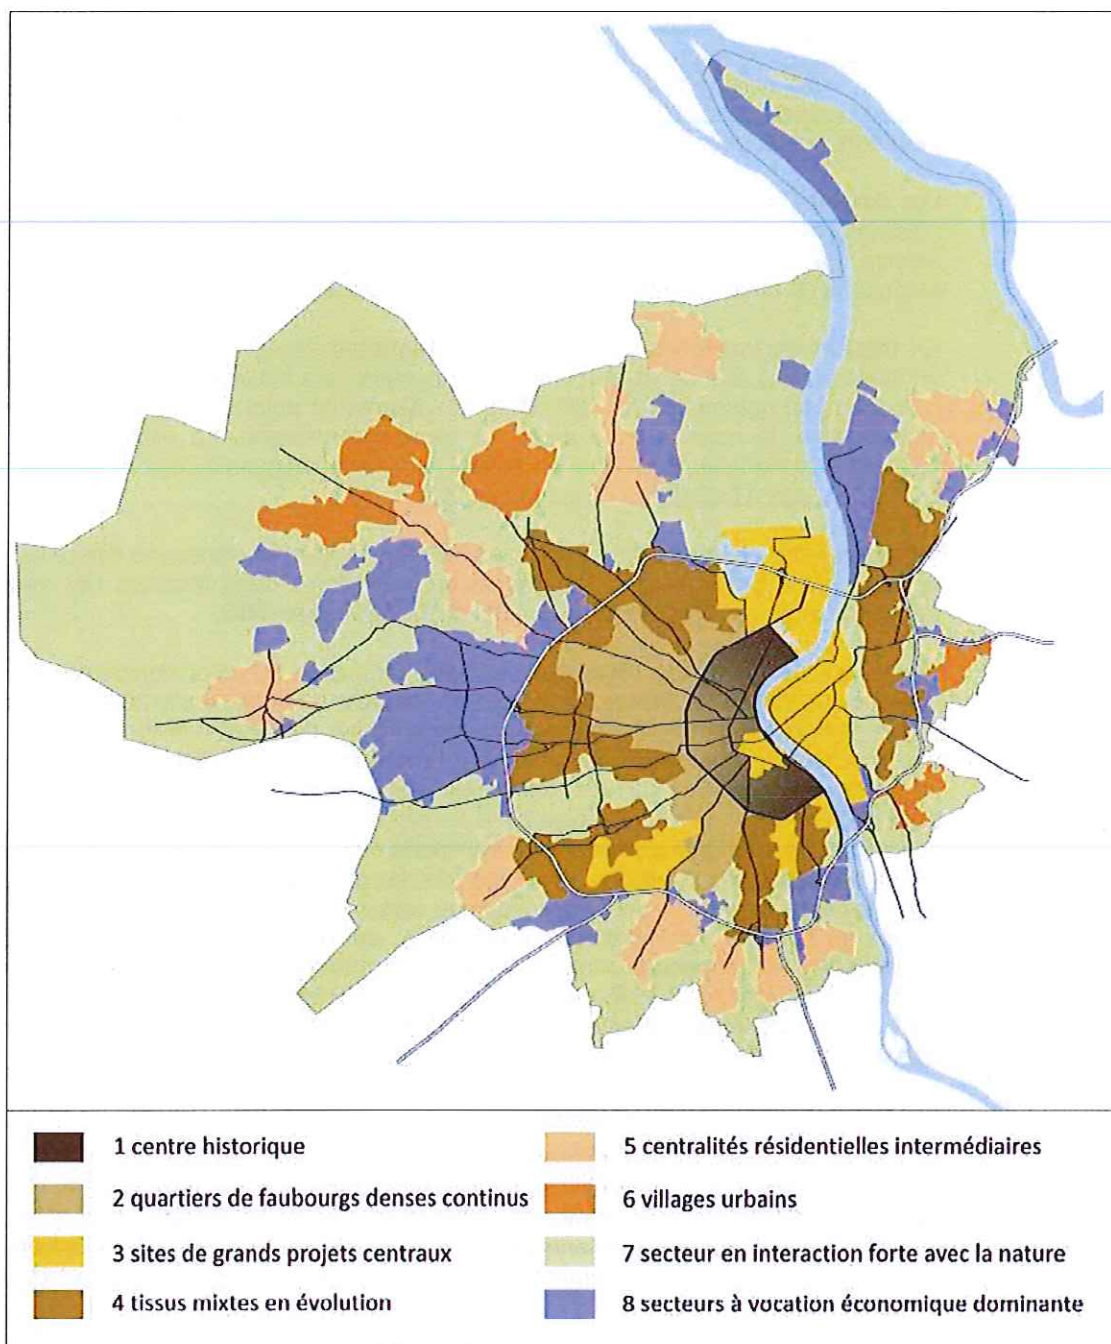 1 centre historique
2 quartiers de faubourgs denses continus
3 sites de grands projets centraux
4 tissus mixtes en évolution
5 centralités résidentielles intermédiaires
6 villages urbains
7 secteur en interaction forte avec la nature
8 secteurs à vocation économique dominante